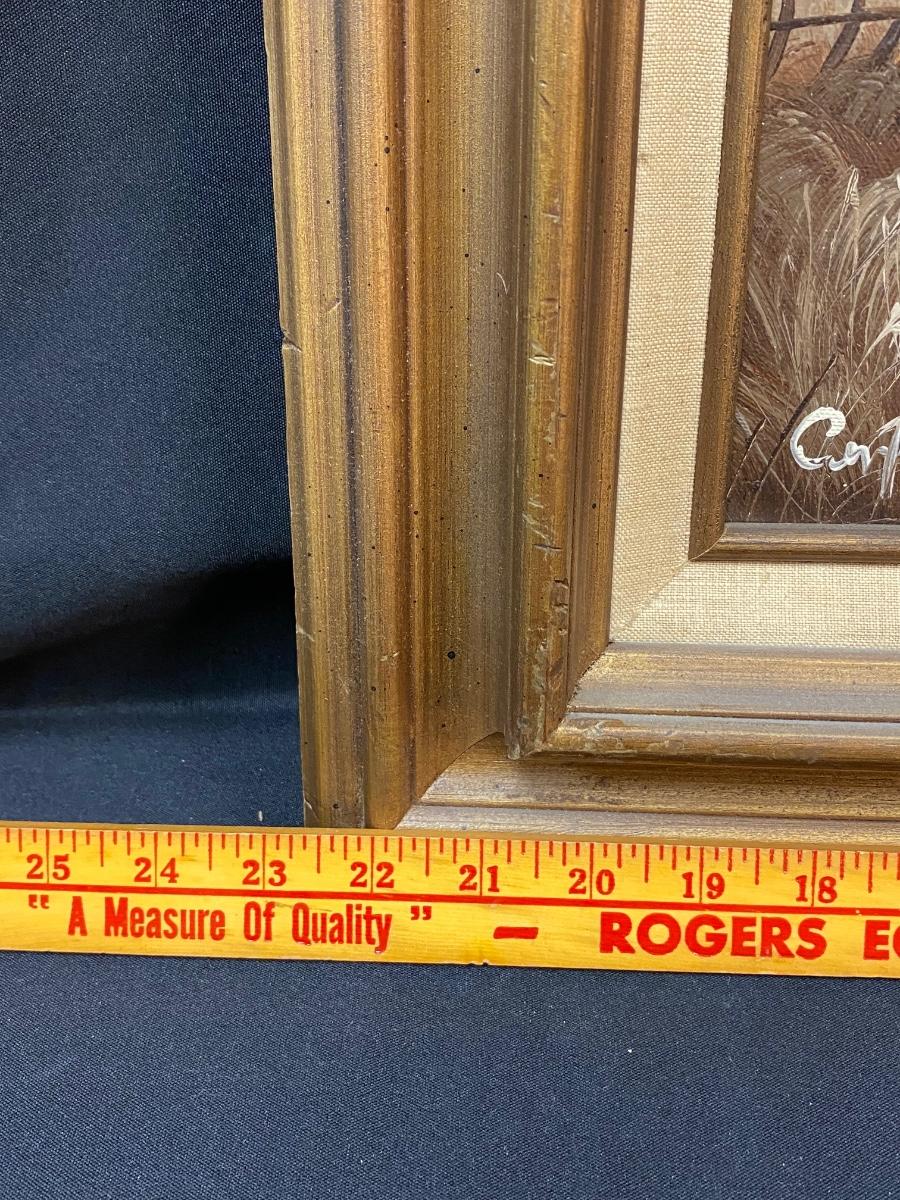 25 24 23 22 21 20 19 18
" A Measure Of Quality " - ROGERS